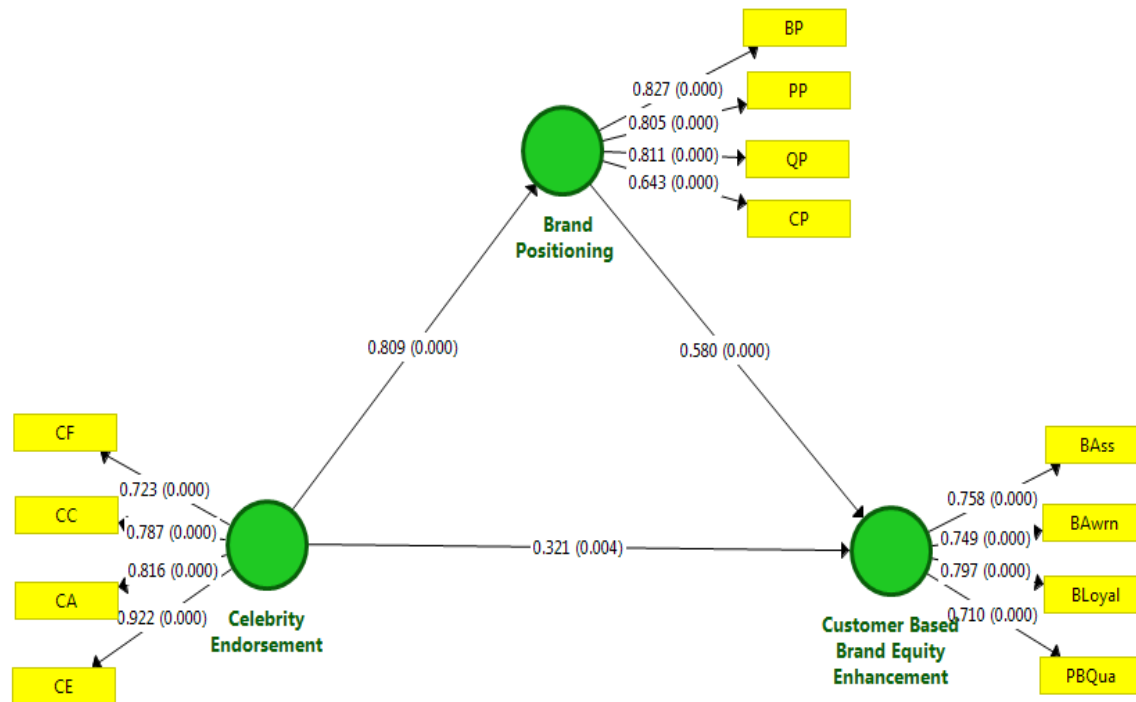 BP
0.827 (0.000)
PP
0.805 (0.000)
0.811 (0.000)
QP
0.643 (0.000)
CP
Brand
Positioning
0.809 (0.000)
0.580 (0.000)
CF
0.723 (0.000)
CC
0.787 (0.000)
0.816 (0.000)
CA
0.922 (0.000)
CE
Celebrity
Endorsement
0.321 (0.004)
BAss
0.758 (0.000)
BAwrn
0.749 (0.000)
0.797 (0.000)
BLoyal
0.710 (0.000)
PBQua
Customer Based
Brand Equity
Enhancement